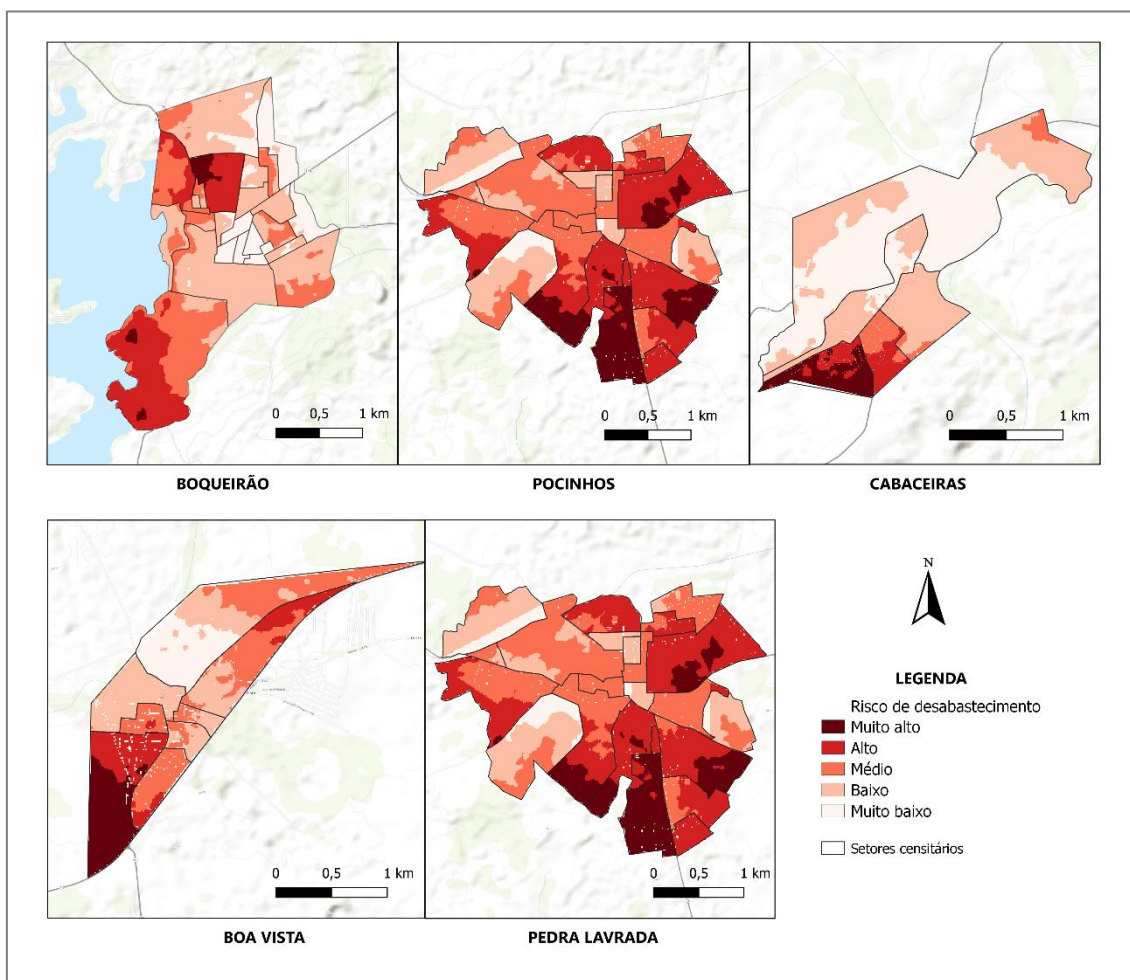 0 0,5 1 km
0 0,5 1 km
0 0,5 1 km
BOQUEIRÃO
POCINHOS
CABACEIRAS
N
LEGENDA
Risco de desabastecimento
Muito alto
Alto
Médio
Baixo
Muito baixo
Setores censitários
0 0,5 1 km
0 0,5 1 km
BOA VISTA
PEDRA LAVRADA